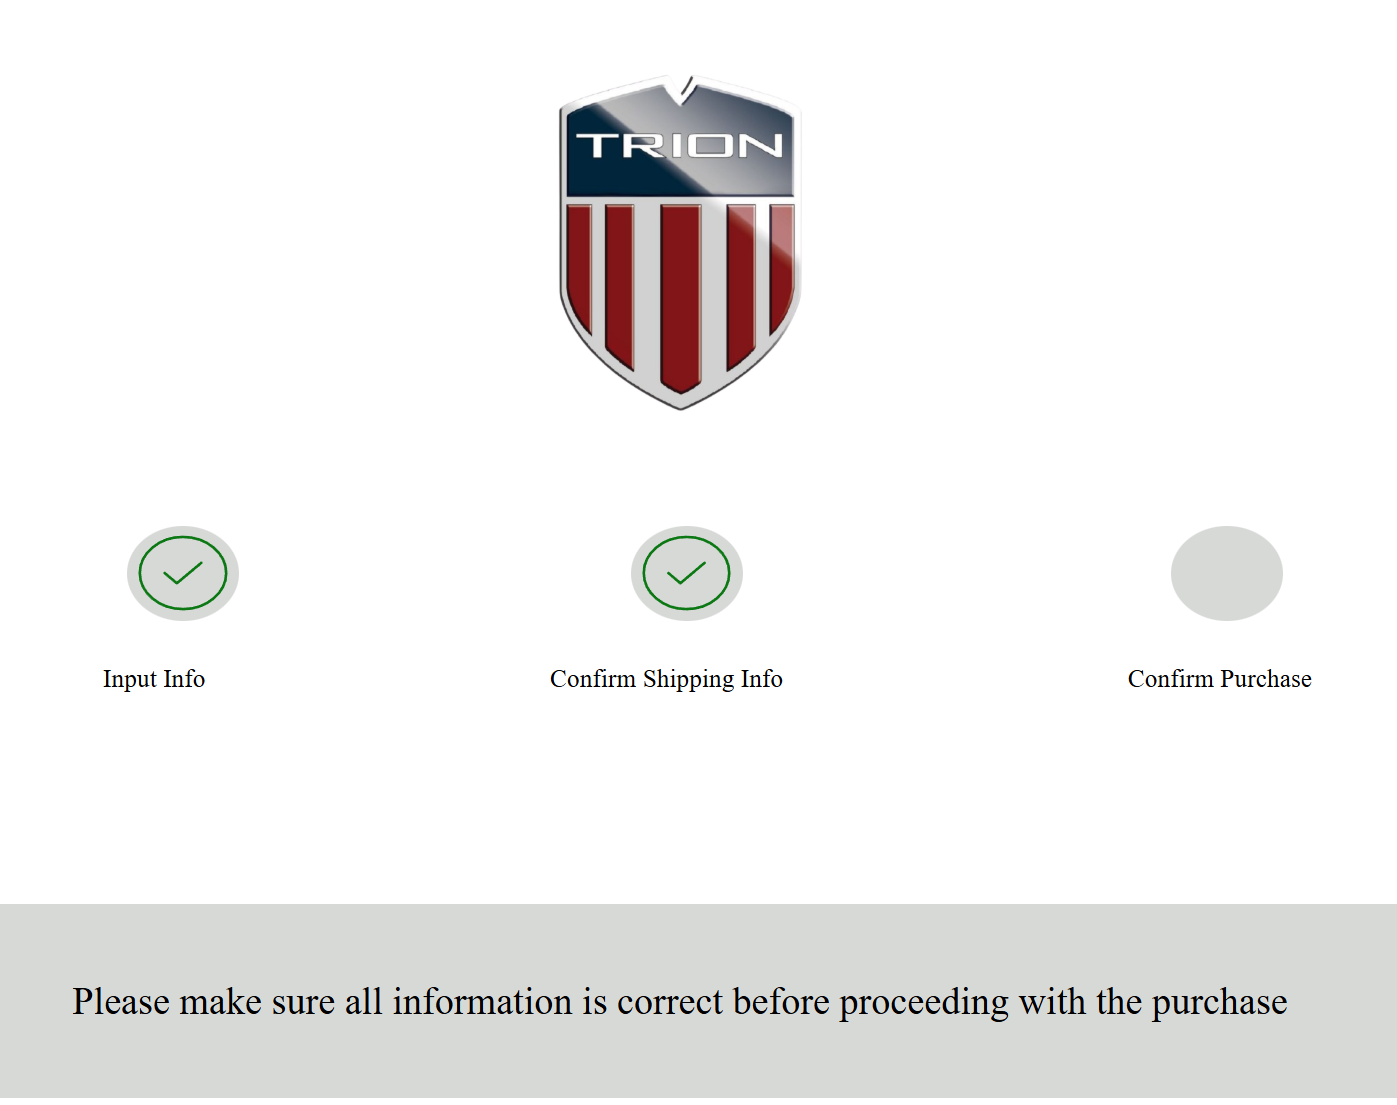 TRION
Input Info
Confirm Shipping Info
Confirm Purchase
Please make sure all information is correct before proceeding with the purchase